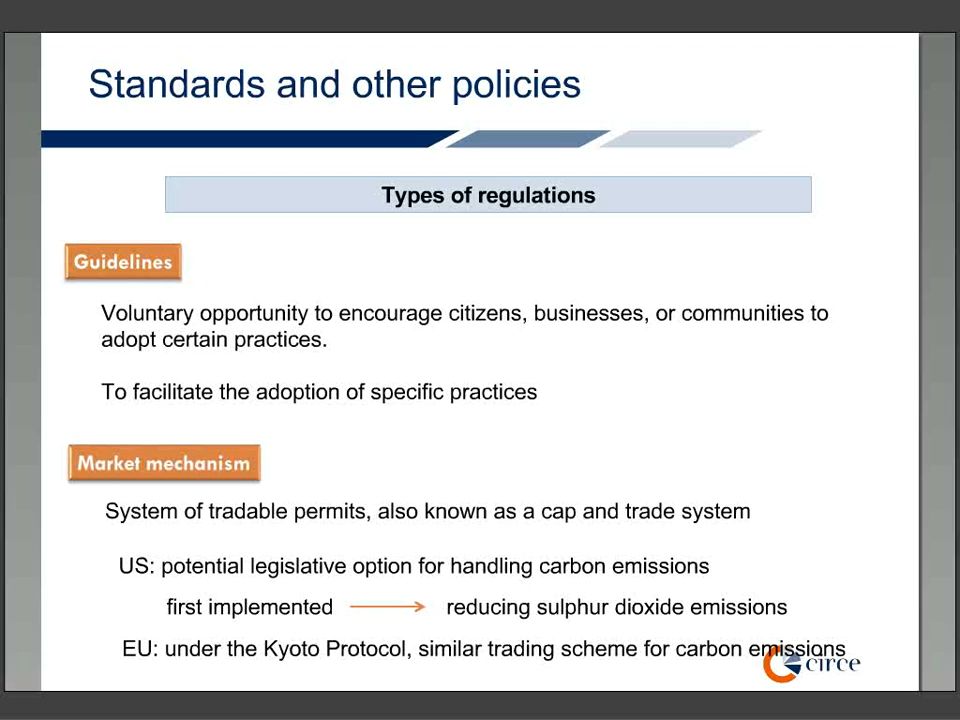 Standards and other policies
Types of regulations
Guidelines
Voluntary opportunity to encourage citizens, businesses, or communities to
adopt certain practices.
To facilitate the adoption of specific practices
Market mechanism
System of tradable permits, also known as a cap and trade system
US: potential legislative option for handling carbon emissions
first implemented reducing sulphur dioxide emissions
EU: under the Kyoto Protocol, similar trading scheme for carbon emissions
circe